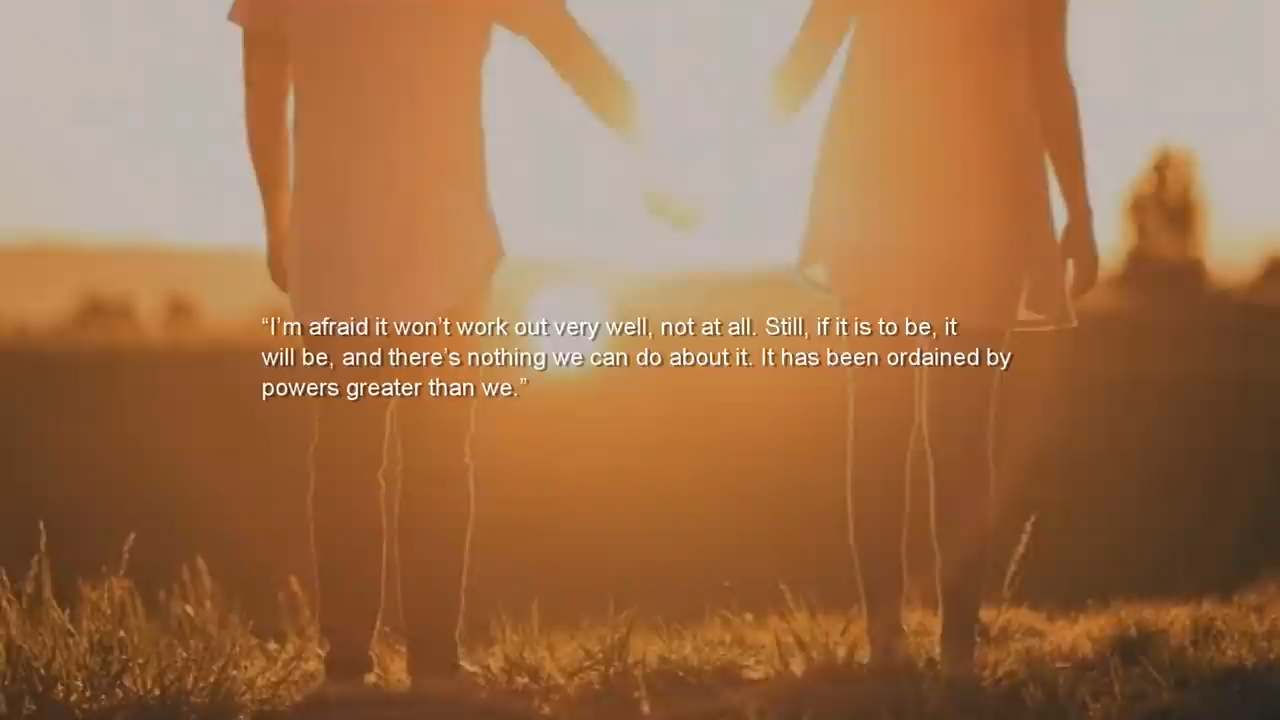 “I’m afraid it won’t work out very well, not at all. Still, if it is to be, it
will be, and there’s nothing we can do about it. It has been ordained by
powers greater than we.”